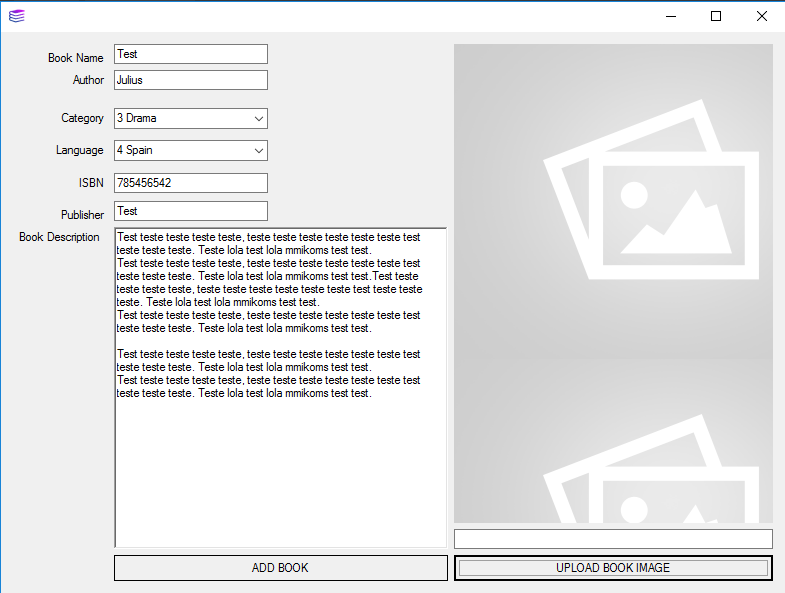 Book Name
Test
Author
Julius
Category
3 Drama
Language
4 Spain
ISBN
785456542
Publisher
Test
Book Description
Test teste teste teste teste, teste teste teste teste teste teste test
teste teste teste. Teste lola test lola mmikoms test test.
Test teste teste teste teste, teste teste teste teste teste teste test
teste teste teste. Teste lola test lola mmikoms test test.Test teste
teste teste teste, teste teste teste teste teste test teste teste
teste. Teste lola test lola mmikoms test test.
Test teste teste teste teste, teste teste teste teste teste teste test
teste teste teste. Teste lola test lola mmikoms test test.
Test teste teste teste teste, teste teste teste teste teste teste test
teste teste teste. Teste lola test lola mmikoms test test.
Test teste teste teste teste, teste teste teste teste teste teste test
teste teste teste. Teste lola test lola mmikoms test test.
ADD BOOK
UPLOAD BOOK IMAGE